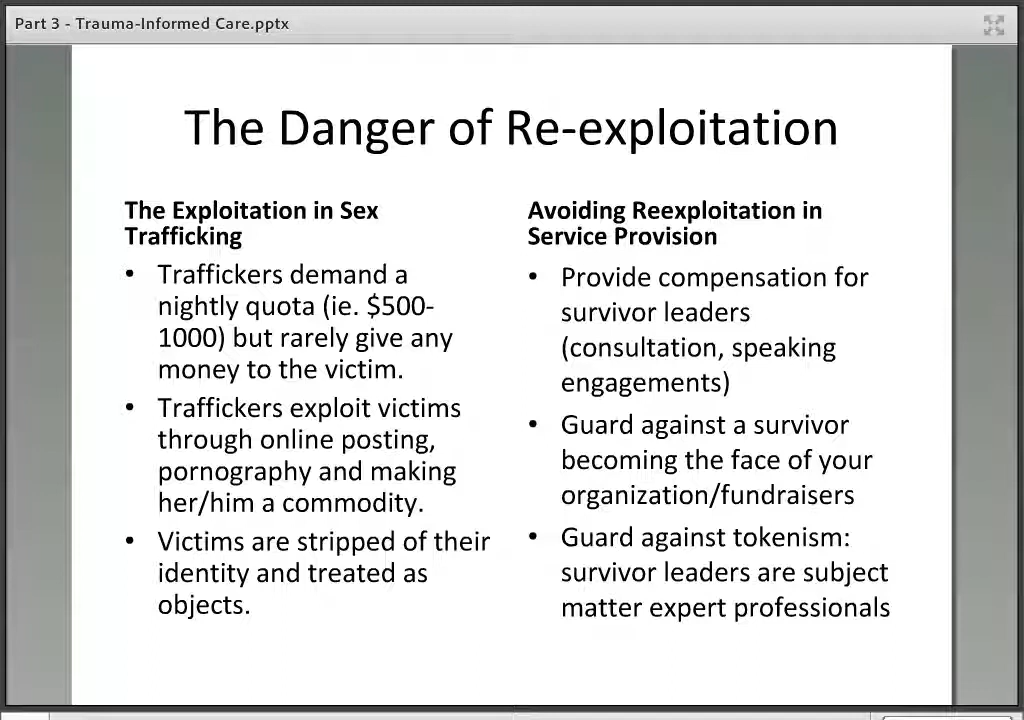 Part 3 - Trauma-Informed Care.pptx
The Danger of Re-exploitation
The Exploitation in Sex
Trafficking
• Traffickers demand a
nightly quota (ie. $500-
1000) but rarely give any
money to the victim.
• Traffickers exploit victims
through online posting,
pornography and making
her/him a commodity.
• Victims are stripped of their
identity and treated as
objects.
Avoiding Reexploitation in
Service Provision
• Provide compensation for
survivor leaders
(consultation, speaking
engagements)
• Guard against a survivor
becoming the face of your
organization/fundraisers
• Guard against tokenism:
survivor leaders are subject
matter expert professionals